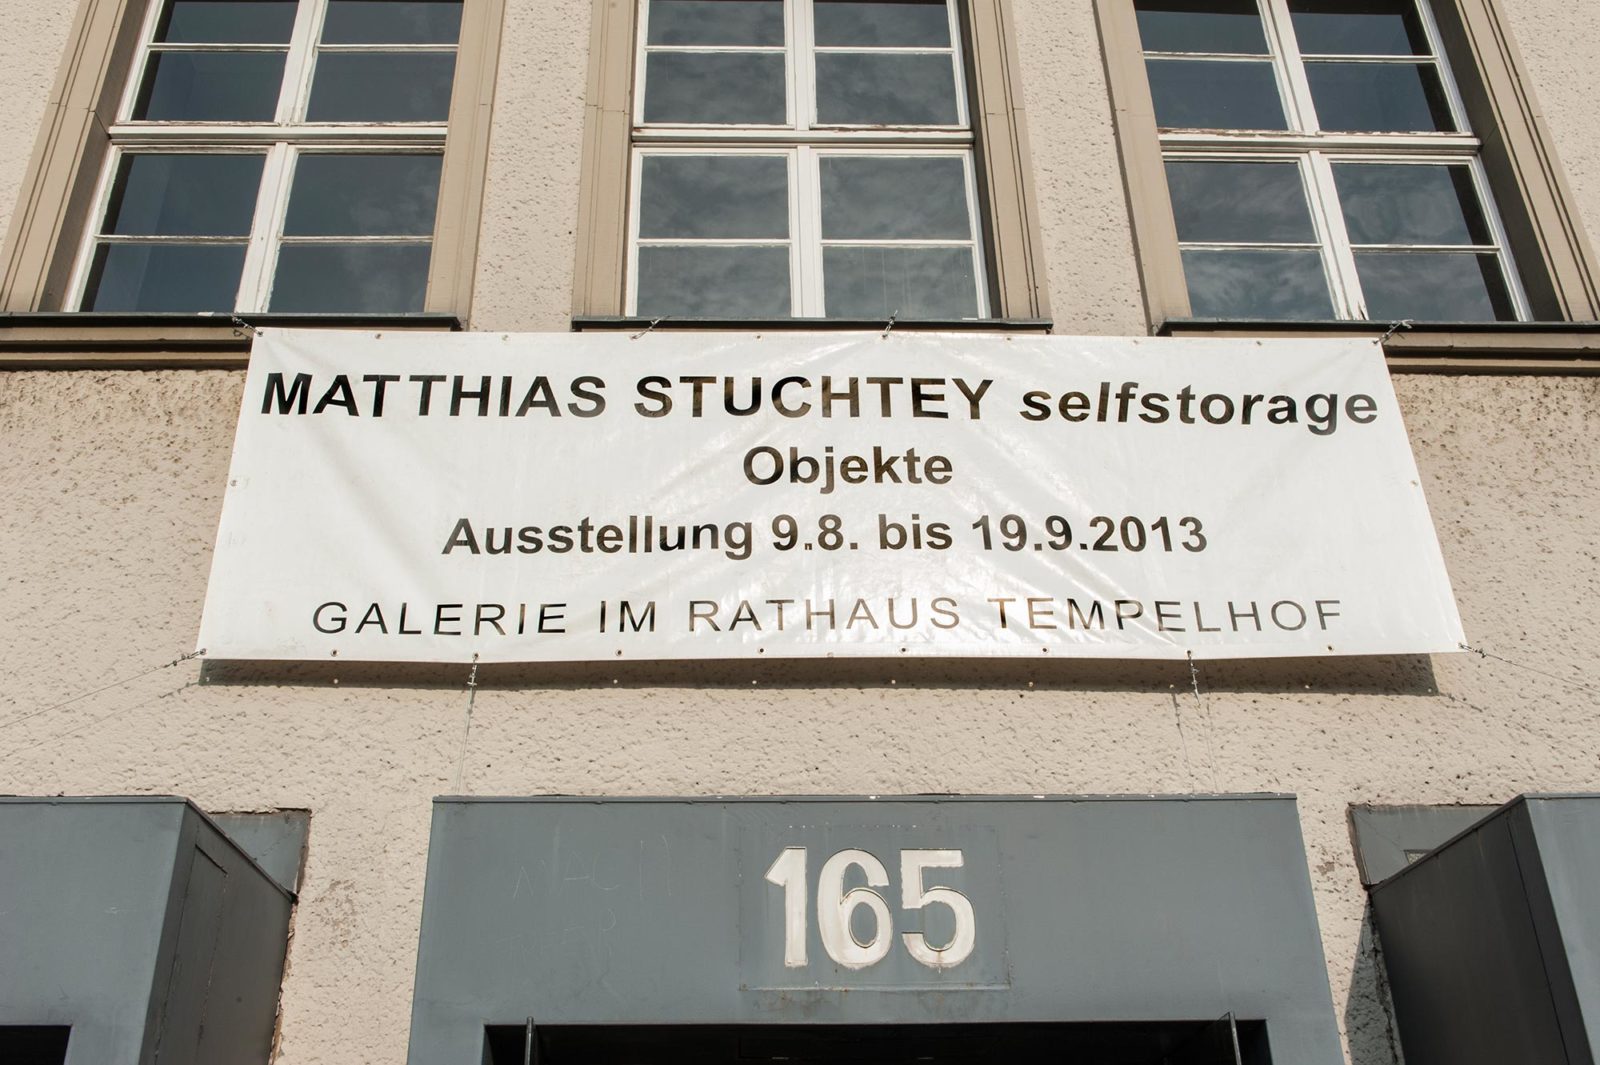 MATTHIAS STUCHTEY selfstorage
Objekte
Ausstellung 9.8. bis 19.9.2013
GALERIE IM RATHAUS TEMPELHOF
165